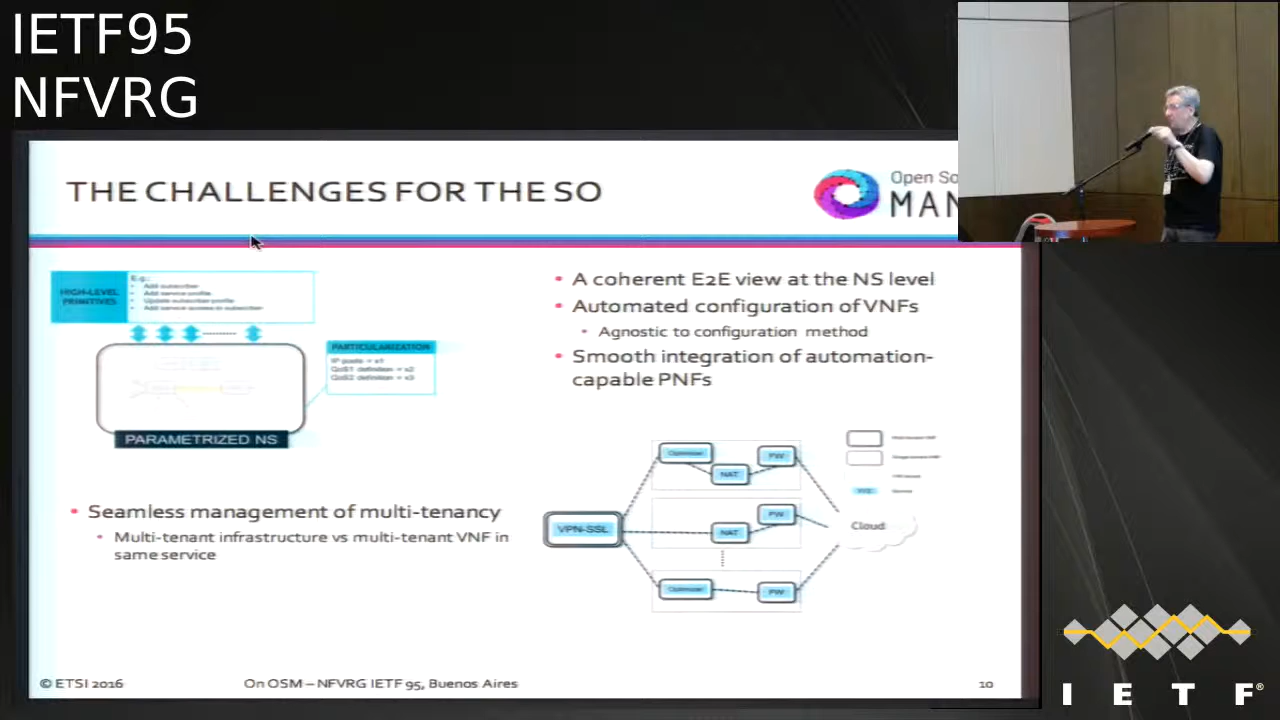 IETF95
NFVRG
THE CHALLENGES FOR THE SO
Open So
MAN
HIGH-LEVEL
PRIMITIVES
E.g.:
• Add subscriber
• Add service profile
• Update subscriber profile
• Add service access to subscriber
PARTICULARIZATION
IP pools = x1
QoS1 definition = x2
QoS2 definition = x3
PARAMETRIZED NS
• Seamless management of multi-tenancy
• Multi-tenant infrastructure vs multi-tenant VNF in
same service
• A coherent E2E view at the NS level
• Automated configuration of VNFs
• Agnostic to configuration method
• Smooth integration of automation-
capable PNFs
Optimizer
NAT
FW
VPN-SSL
NAT
FW
Optimizer
FW
Cloud
© ETSI 2016
On OSM – NFVRG IETF 95, Buenos Aires
10
I E T F®